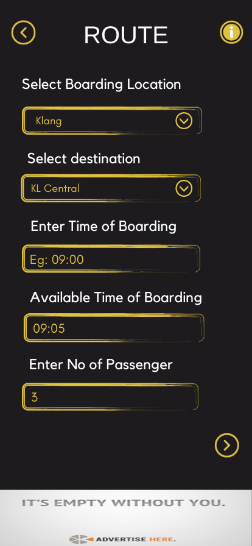 ROUTE
Select Boarding Location
Klang
Select destination
KL Central
Enter Time of Boarding
Eg: 09:00
Available Time of Boarding
09:05
Enter No of Passenger
3
IT'S EMPTY WITHOUT YOU.
ADVERTISE HERE.